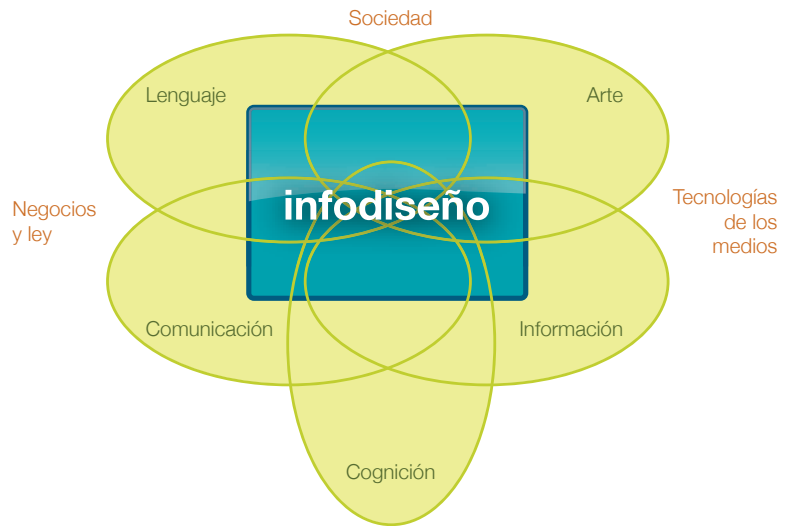 Sociedad
Lenguaje
Arte
infodiseño
Negocios
y ley
Tecnologías
de los
medios
Comunicación
Información
Cognición